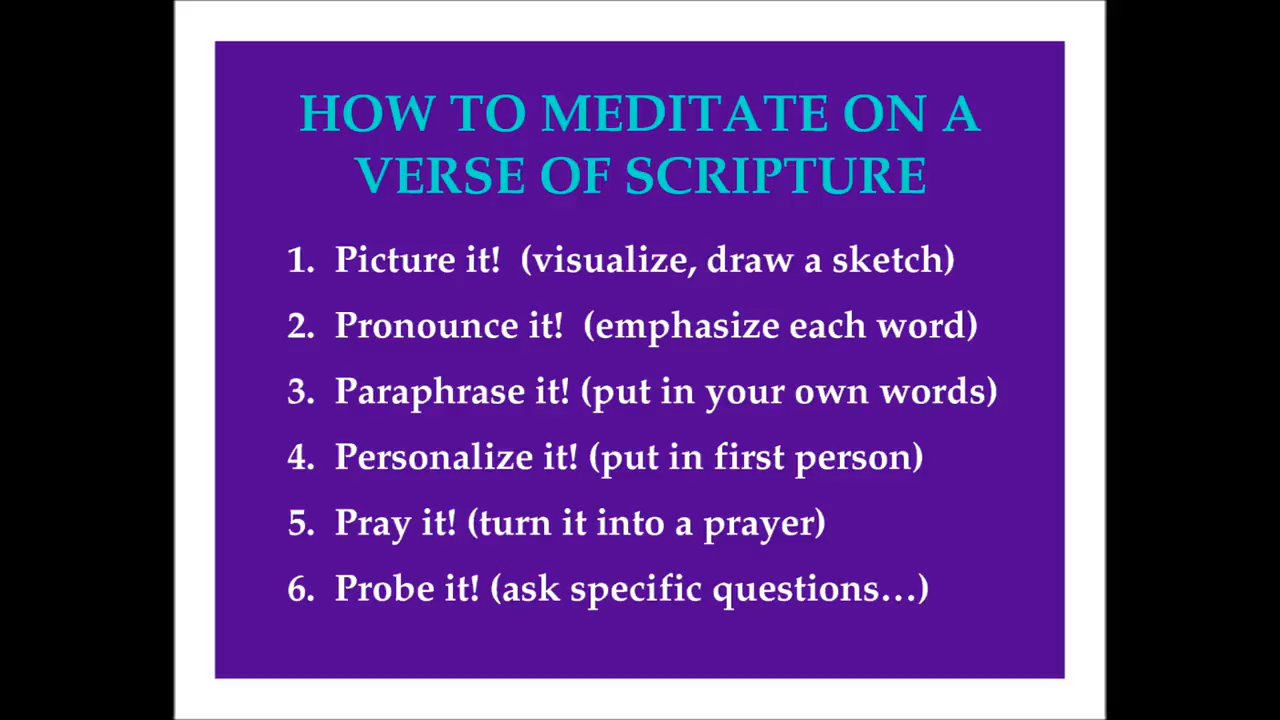 HOW TO MEDITATE ON A
VERSE OF SCRIPTURE
1. Picture it! (visualize, draw a sketch)
2. Pronounce it! (emphasize each word)
3. Paraphrase it! (put in your own words)
4. Personalize it! (put in first person)
5. Pray it! (turn it into a prayer)
6. Probe it! (ask specific questions…)